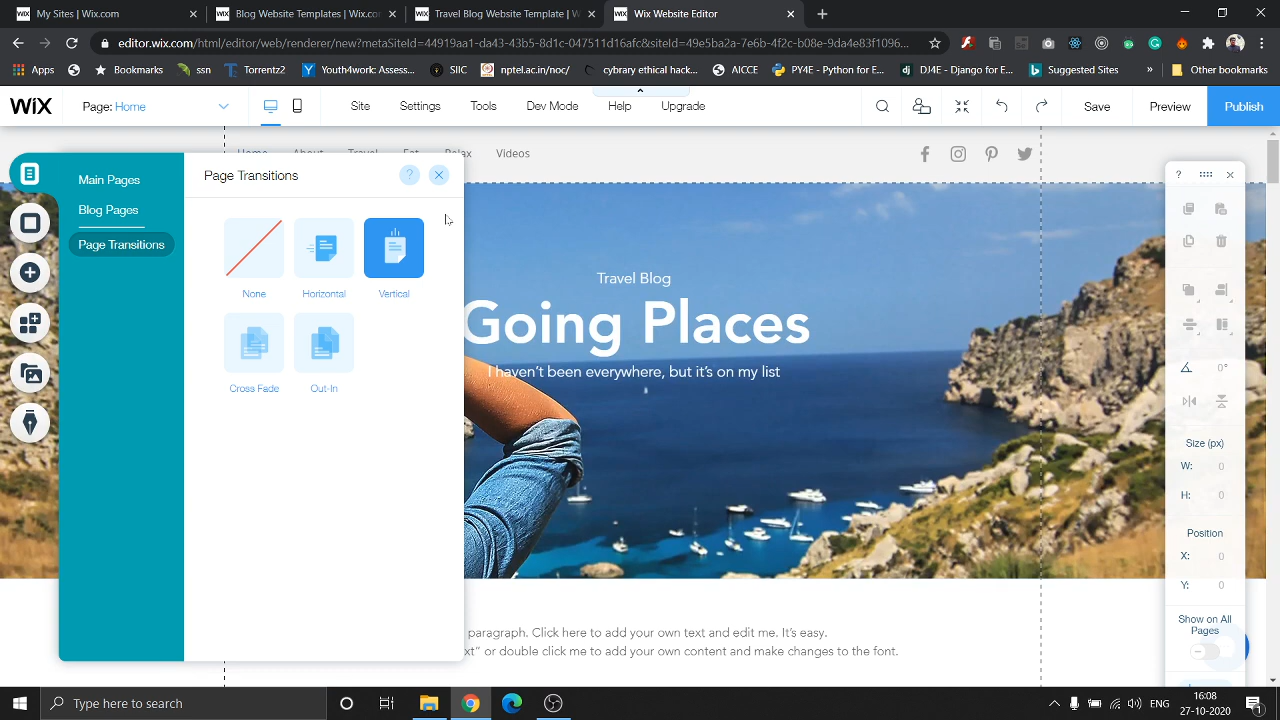 My Sites | Wix.com
Blog Website Templates | Wix.com
Travel Blog Website Template | W
Wix Website Editor
editor.wix.com/html/editor/web/renderer/new?metaSiteId=44918aa1-da43-43b5-8d1c-047511d16afc&siteId=49e5ba2a-7e6b-4f2c-b08e-9da4e83f1096...
Apps
Bookmarks
ssn
Torrentz2
Youth4work: Assess...
SIIC
nptel.ac.in/noc/
cybrary ethical hack...
AICCE
PY4E - Python for E...
DJ4E - Django for E...
Suggested Sites
»
Other bookmarks
WiX
Page: Home
Site
Settings
Tools
Dev Mode
Help
Upgrade
Save
Preview
Publish
Home
About
Travel
Eat
Relax
Videos
Main Pages
Blog Pages
Page Transitions
Page Transitions
?
None
Horizontal
Vertical
Cross Fade
Out-In
Travel Blog
Going Places
I haven't been everywhere, but it's on my list
paragraph. Click here to add your own text and edit me. It's easy.
xt" or double click me to add your own content and make changes to the font.
?
0°
Size (px)
W: 0
H: 0
Position
X: 0
Y: 0
Show on All
Pages
Type here to search
ENG
16:08
27-10-2020